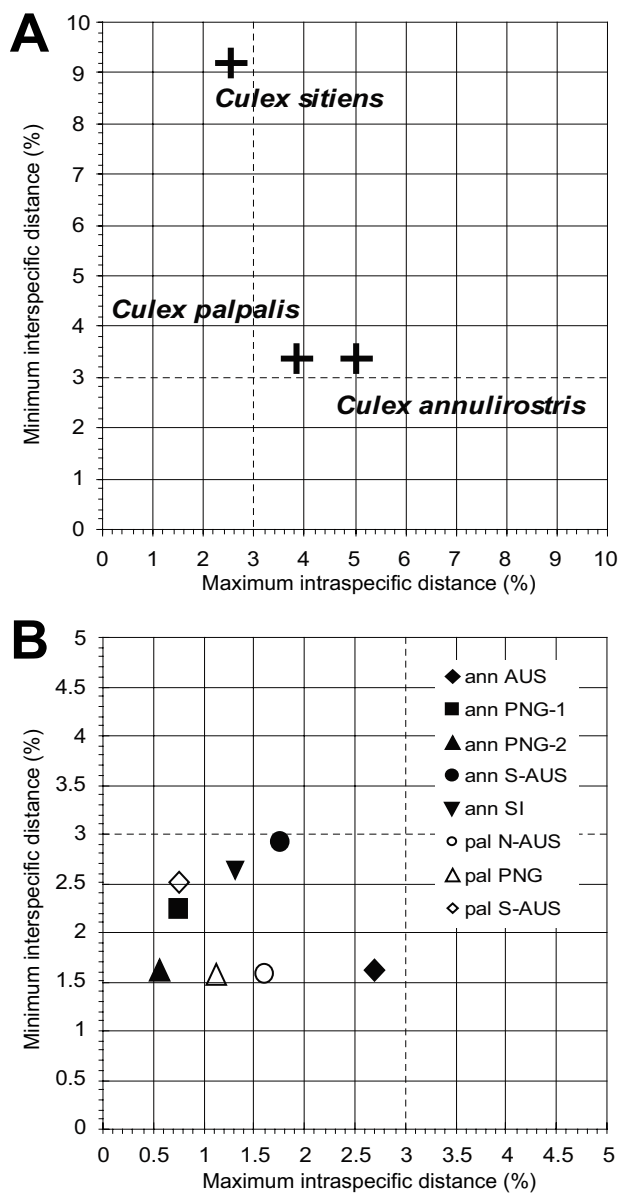 A
10
9
8
7
6
5
4
3
2
1
0
Minimum interspecific distance (%)
Culex sitiens
Culex palpalis
Culex annulirostris
0 1 2 3 4 5 6 7 8 9 10
Maximum intraspecific distance (%)
B
5
4.5
4
3.5
3
2.5
2
1.5
1
0.5
0
Minimum interspecific distance (%)
ann AUS
ann PNG-1
ann PNG-2
ann S-AUS
ann SI
pal N-AUS
pal PNG
pal S-AUS
0 0.5 1 1.5 2 2.5 3 3.5 4 4.5 5
Maximum intraspecific distance (%)